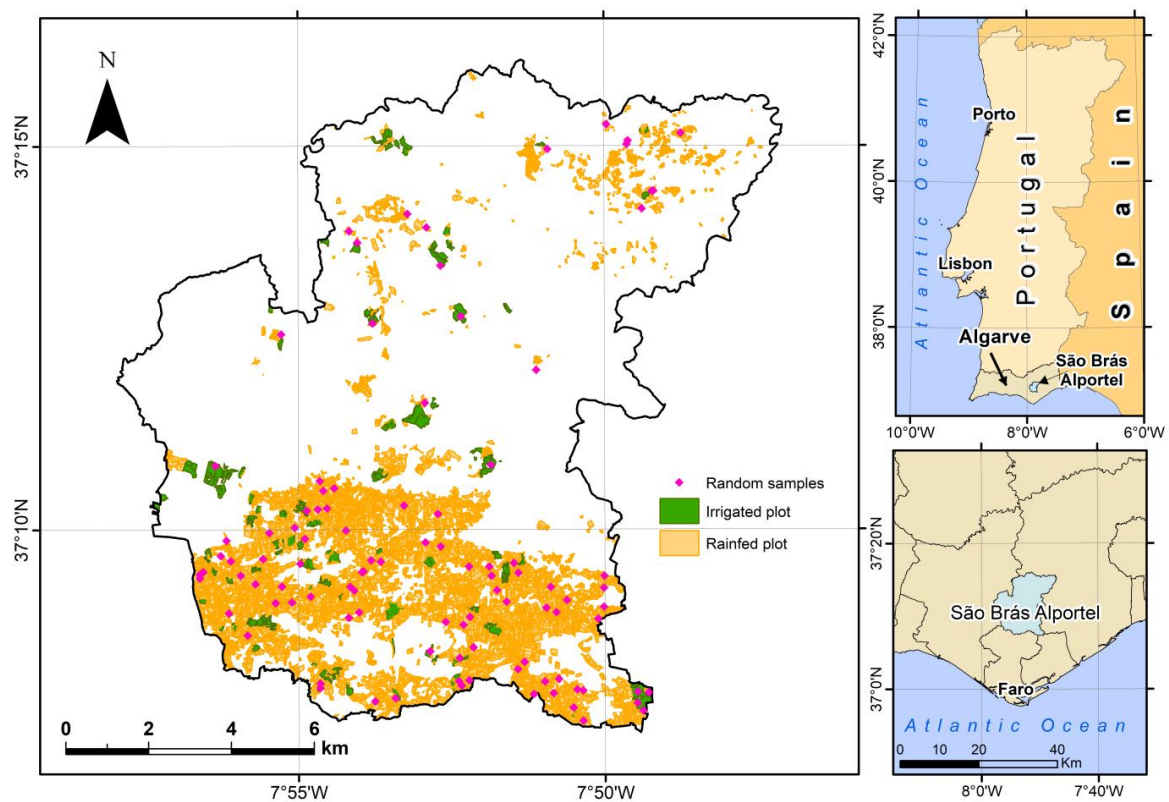 N
37°15'N
37°10'N
Random samples
Irrigated plot
Rainfed plot
0 2 4 6
km
7°55'W 7°50'W
42°0'N
40°0'N
38°0'N
Atlantic Ocean
Porto
Portugal
Spain
Lisbon
Algarve
São Brás
Alportel
10°0'W 8°0'W 6°0'W
37°20'N
37°0'N
São Brás Alportel
Faro
Atlantic Ocean
0 10 20 40
Km
8°0'W 7°40'W